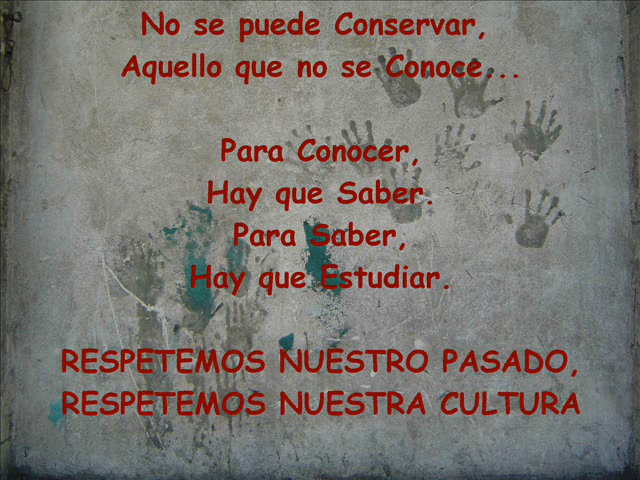 No se puede Conservar,
Aquello que no se Conoce...
Para Conocer,
Hay que Saber.
Para Saber,
Hay que Estudiar.
RESPETEMOS NUESTRO PASADO,
RESPETEMOS NUESTRA CULTURA